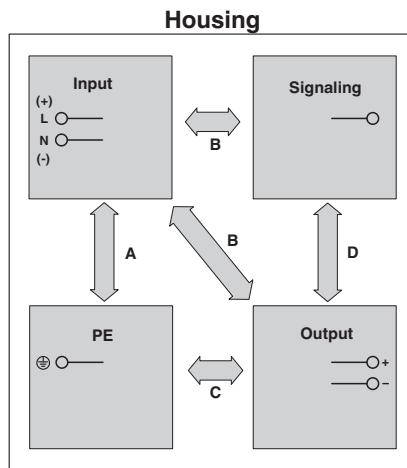 Housing
Input
(+)
L
N
(-)
Signaling
B
A
B
D
PE
Output
+
–
C